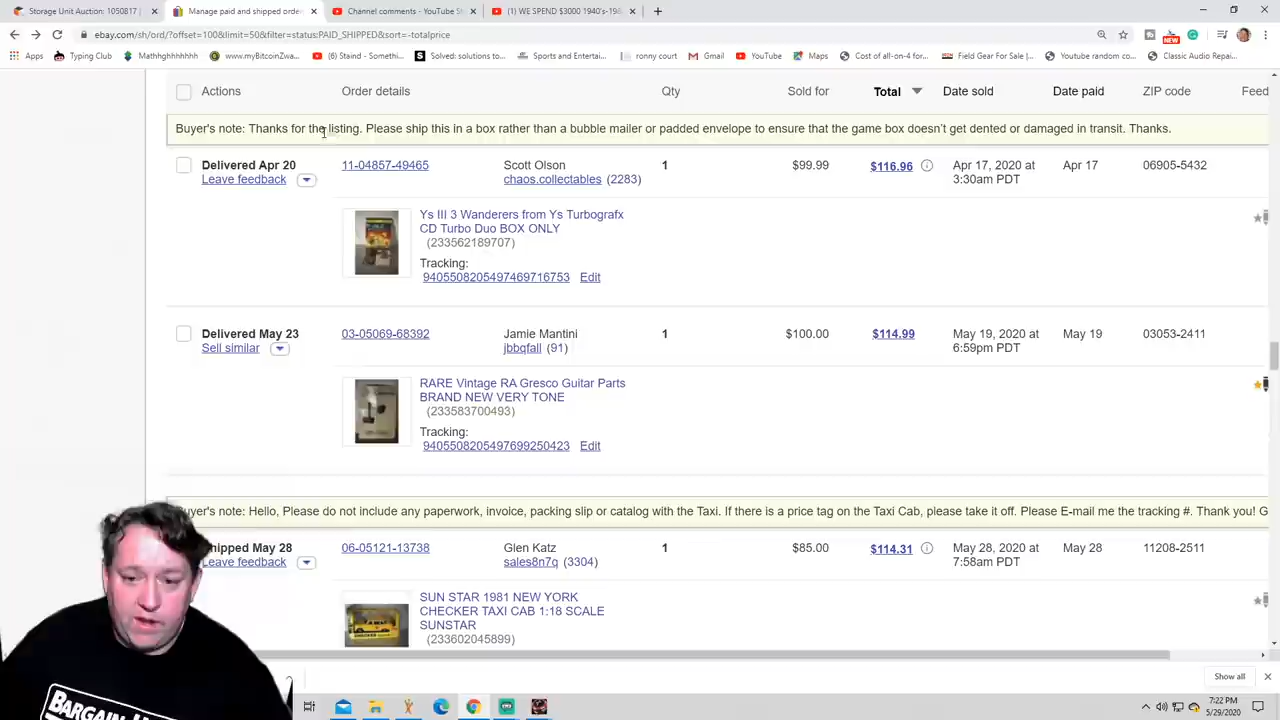 Storage Unit Auction: 1050817
Manage paid and shipped orders
Channel comments - YouTube St
(1) WE SPEND $3000 1940's-198
ebay.com/sh/ord/?offset=100&limit=50&filter=status:PAID_SHIPPED&sort=-totalprice
Apps
Typing Club
Mathhghhhhhhh
www.myBitcoinZwa...
(6) Staind - Somethi...
Solved: solutions to...
Sports and Entertai...
ronny court
Gmail
YouTube
Maps
Cost of all-on-4 for...
Field Gear For Sale |...
Youtube random co...
Classic Audio Repai...
Actions Order details Qty Sold for Total Date sold Date paid ZIP code Feed
Buyer's note: Thanks for the listing. Please ship this in a box rather than a bubble mailer or padded envelope to ensure that the game box doesn't get dented or damaged in transit. Thanks.
Delivered Apr 20 11-04857-49465 Scott Olson 1 $99.99 $116.96 Apr 17, 2020 at Apr 17 06905-5432
Leave feedback chaos.collectables (2283) 3:30am PDT
Ys III 3 Wanderers from Ys Turbografx
CD Turbo Duo BOX ONLY
(233562189707)
Tracking:
9405508205497469716753 Edit
Delivered May 23 03-05069-68392 Jamie Mantini 1 $100.00 $114.99 May 19, 2020 at May 19 03053-2411
Sell similar jbbqfall (91) 6:59pm PDT
RARE Vintage RA Gresco Guitar Parts
BRAND NEW VERY TONE
(233583700493)
Tracking:
9405508205497699250423 Edit
uyer's note: Hello, Please do not include any paperwork, invoice, packing slip or catalog with the Taxi. If there is a price tag on the Taxi Cab, please take it off. Please E-mail me the tracking #. Thank you! G
hipped May 28 06-05121-13738 Glen Katz 1 $85.00 $114.31 May 28, 2020 at May 28 11208-2511
Leave feedback sales8n7q (3304) 7:58am PDT
SUN STAR 1981 NEW YORK
CHECKER TAXI CAB 1:18 SCALE
SUNSTAR
(233602045899)
Show all
BARGAIN
7:22 PM
5/29/2020